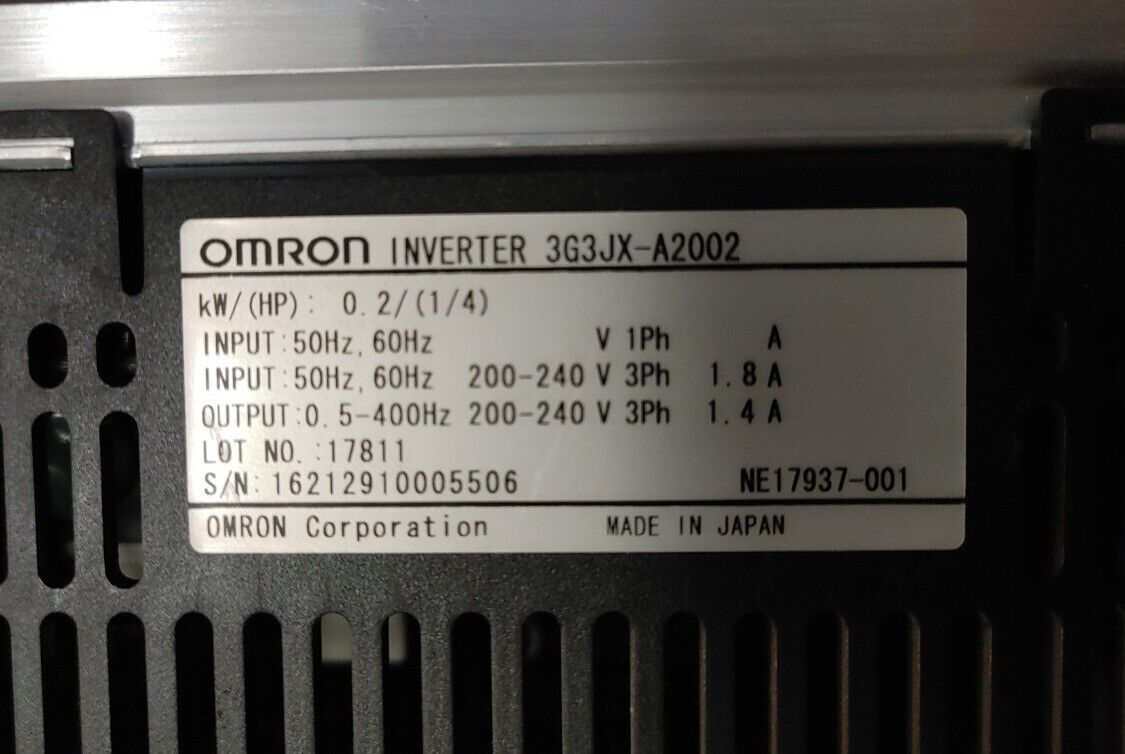 OMRON INVERTER 3G3JX-A2002
kW/(HP): 0.2/(1/4)
INPUT:50Hz,60Hz V 1Ph A
INPUT:50Hz,60Hz 200-240 V 3Ph 1.8 A
OUTPUT:0.5-400Hz 200-240 V 3Ph 1.4 A
LOT NO.:17811
S/N:16212910005506 NE17937-001
OMRON Corporation MADE IN JAPAN